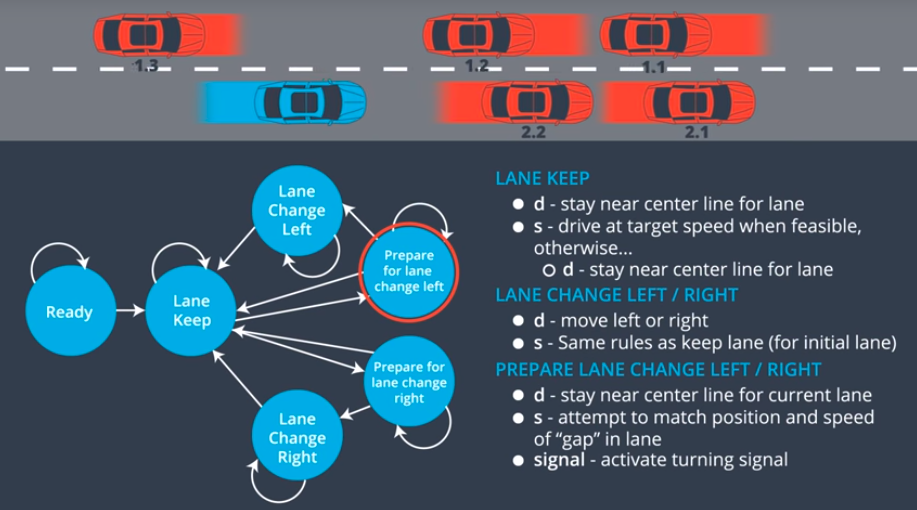 1.3
1.2
1.1
2.2
2.1
Ready
Lane
Keep
Lane
Change
Left
Prepare
for lane
change left
Prepare for
lane change
right
Lane
Change
Right
LANE KEEP
● d - stay near center line for lane
● s - drive at target speed when feasible,
otherwise...
○ d - stay near center line for lane
LANE CHANGE LEFT / RIGHT
● d - move left or right
● s - Same rules as keep lane (for initial lane)
PREPARE LANE CHANGE LEFT / RIGHT
● d - stay near center line for current lane
● s - attempt to match position and speed
of “gap” in lane
● signal - activate turning signal